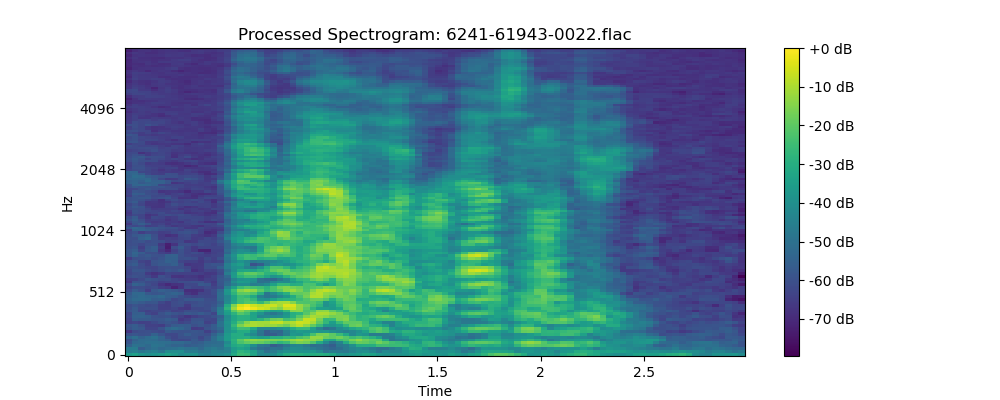 Processed Spectrogram: 6241-61943-0022.flac
Hz
4096
2048
1024
512
0
0 0.5 1 1.5 2 2.5
Time
+0 dB
-10 dB
-20 dB
-30 dB
-40 dB
-50 dB
-60 dB
-70 dB